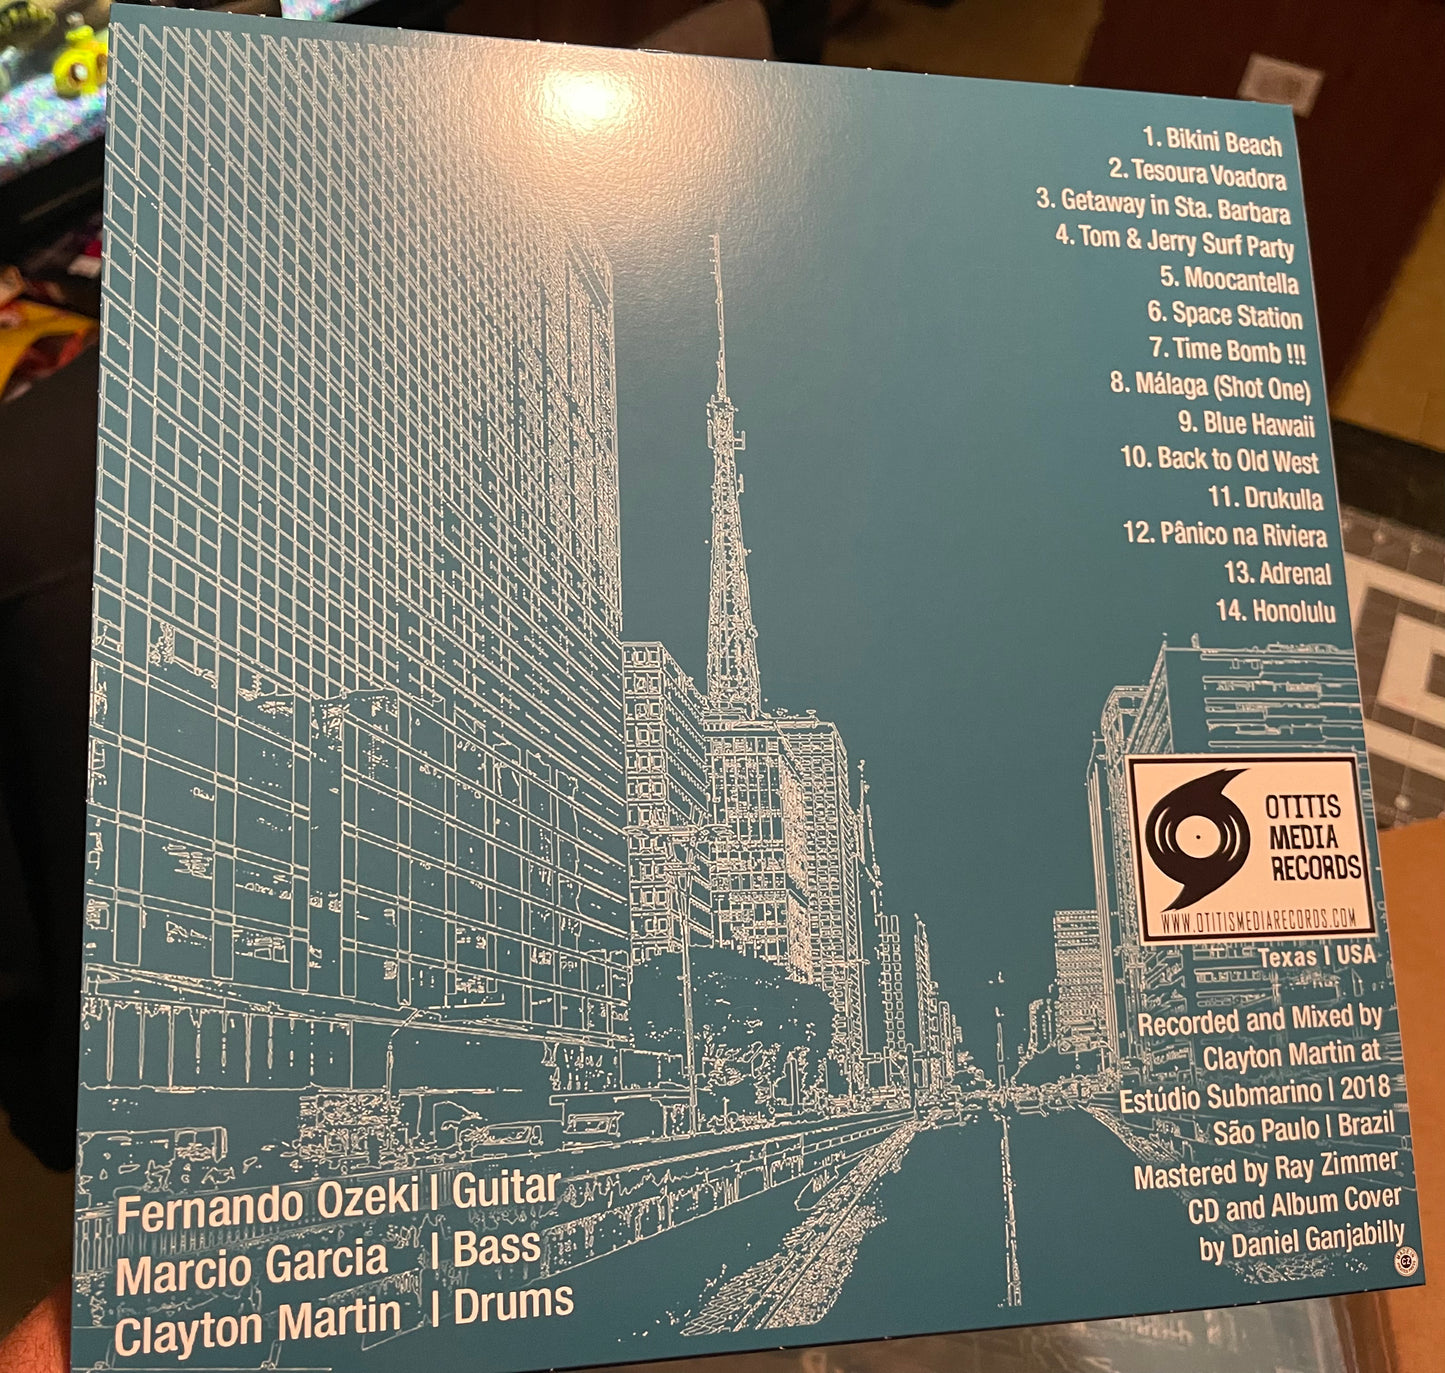 1. Bikini Beach
2. Tesoura Voadora
3. Getaway in Sta. Barbara
4. Tom & Jerry Surf Party
5. Moocantella
6. Space Station
7. Time Bomb !!!
8. Málaga (Shot One)
9. Blue Hawaii
10. Back to Old West
11. Drukulla
12. Pânico na Riviera
13. Adrenal
14. Honolulu
OTITIS
MEDIA
RECORDS
WWW.OTITISMEDIARECORDS.COM
Texas | USA
Recorded and Mixed by
Clayton Martin at
Estúdio Submarino | 2018
São Paulo | Brazil
Mastered by Ray Zimmer
CD and Album Cover
by Daniel Ganjabilly
Fernando Ozeki | Guitar
Marcio Garcia | Bass
Clayton Martin | Drums